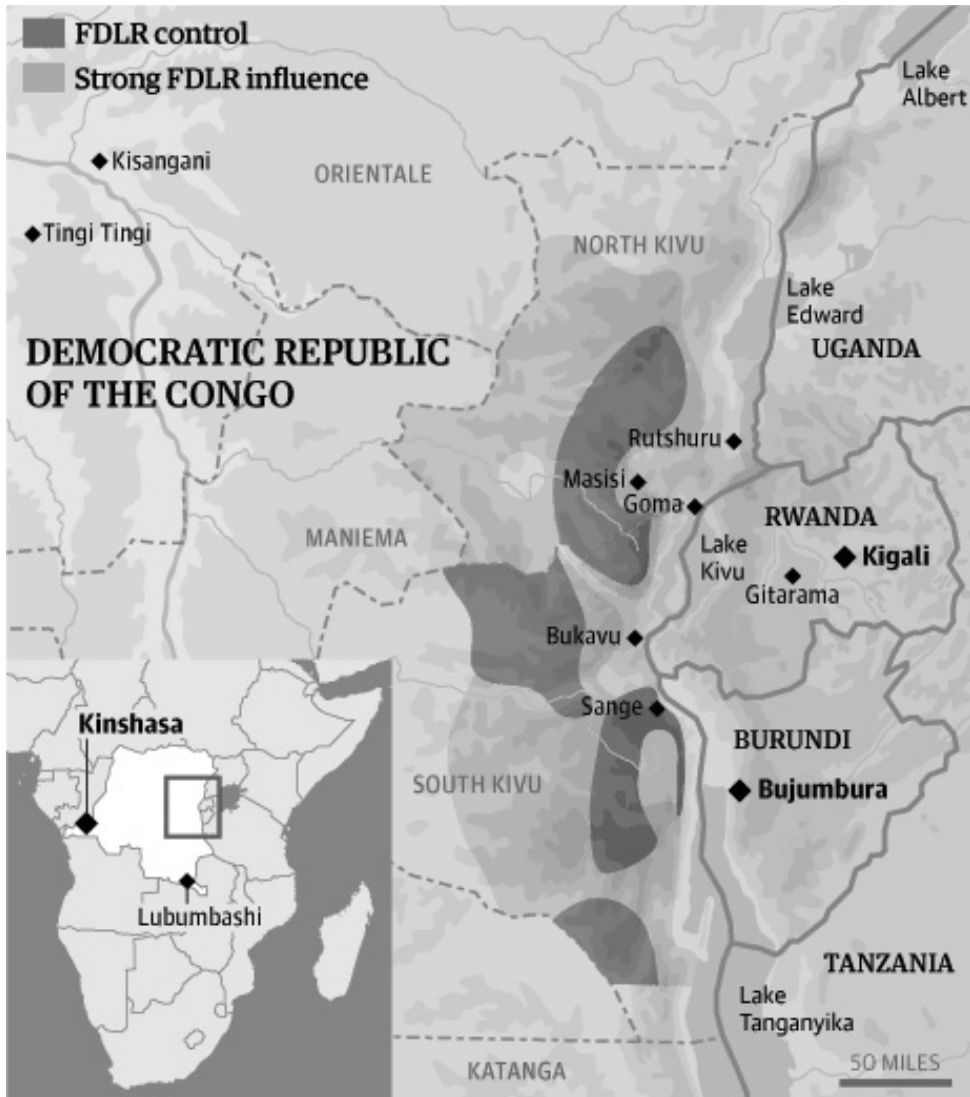 FDLR control
Strong FDLR influence
Lake
Albert
Kisangani
ORIENTALE
Tingi Tingi
NORTH KIVU
Lake
Edward
UGANDA
DEMOCRATIC REPUBLIC
OF THE CONGO
Rutshuru
Masisi
Goma
RWANDA
MANIEMA
Lake
Kivu
Kigali
Gitarama
Bukavu
Sange
Kinshasa
BURUNDI
SOUTH KIVU
Bujumbura
Lubumbashi
TANZANIA
Lake
Tanganyika
KATANGA
50 MILES